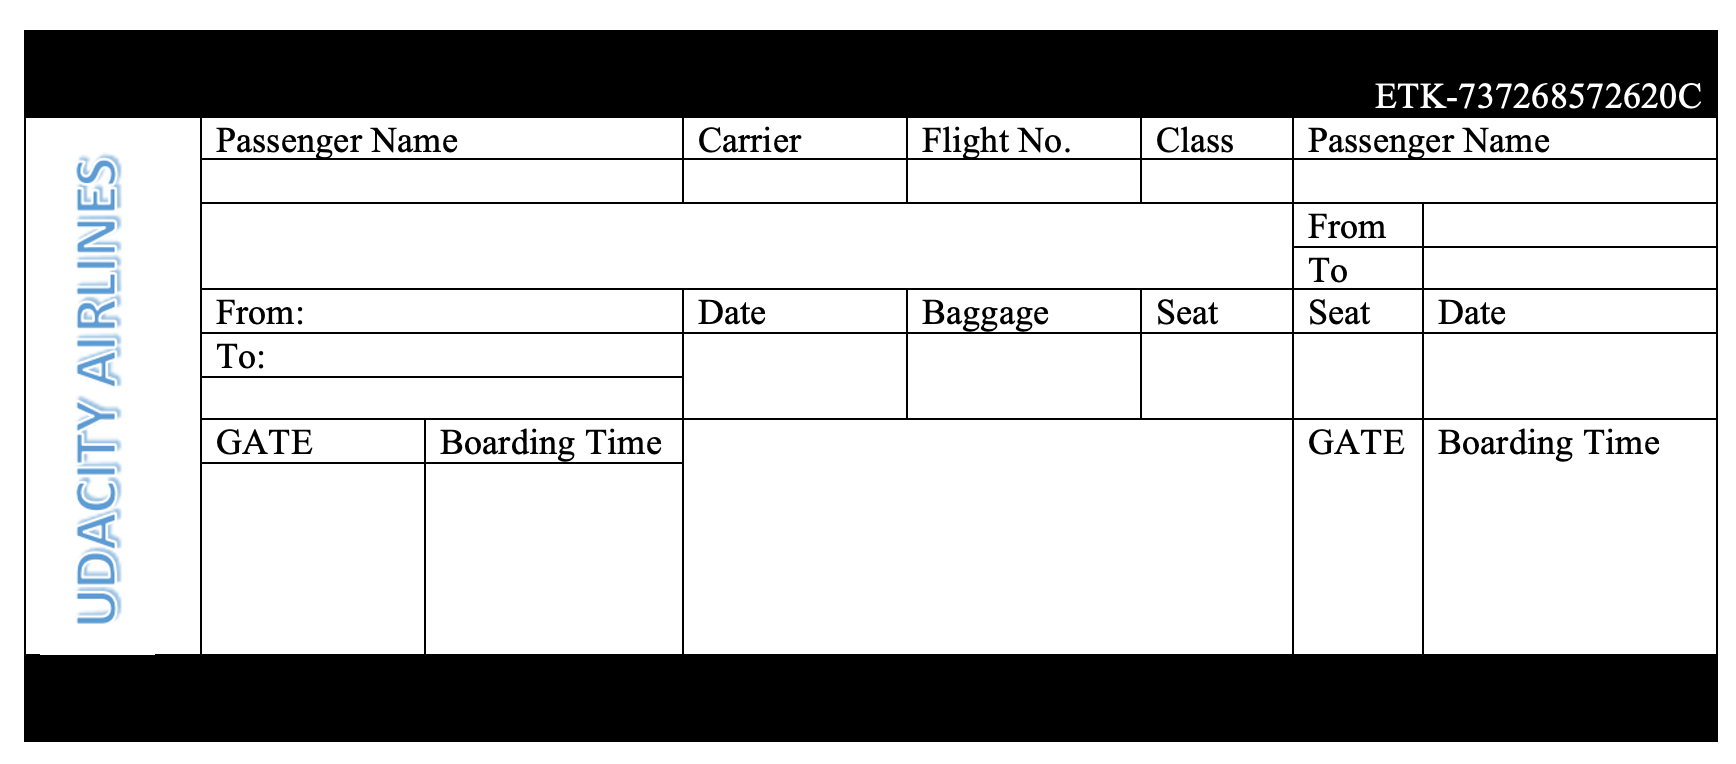 ETK-737268572620C
UDACITY AIRLINES
Passenger Name Carrier Flight No. Class Passenger Name
From
To
From: Date Baggage Seat Seat Date
To:
GATE Boarding Time GATE Boarding Time